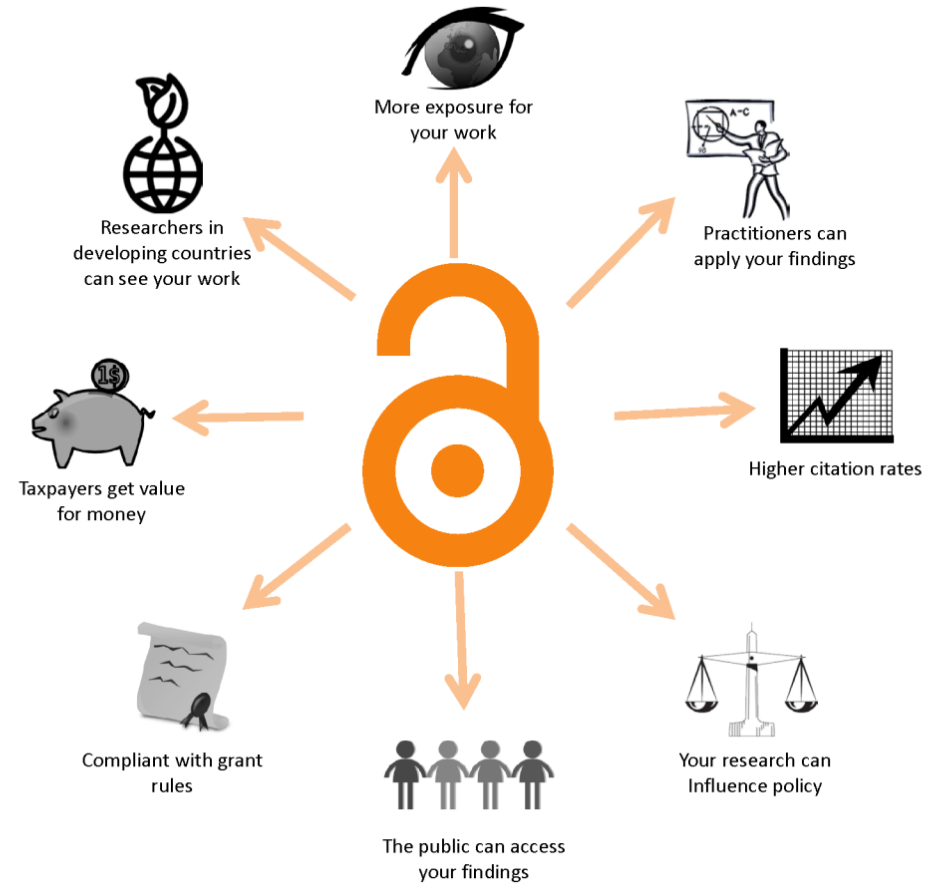 More exposure for
your work
A-C
Practitioners can
apply your findings
Researchers in
developing countries
can see your work
1$
Higher citation rates
Taxpayers get value
for money
Compliant with grant
rules
Your research can
Influence policy
The public can access
your findings